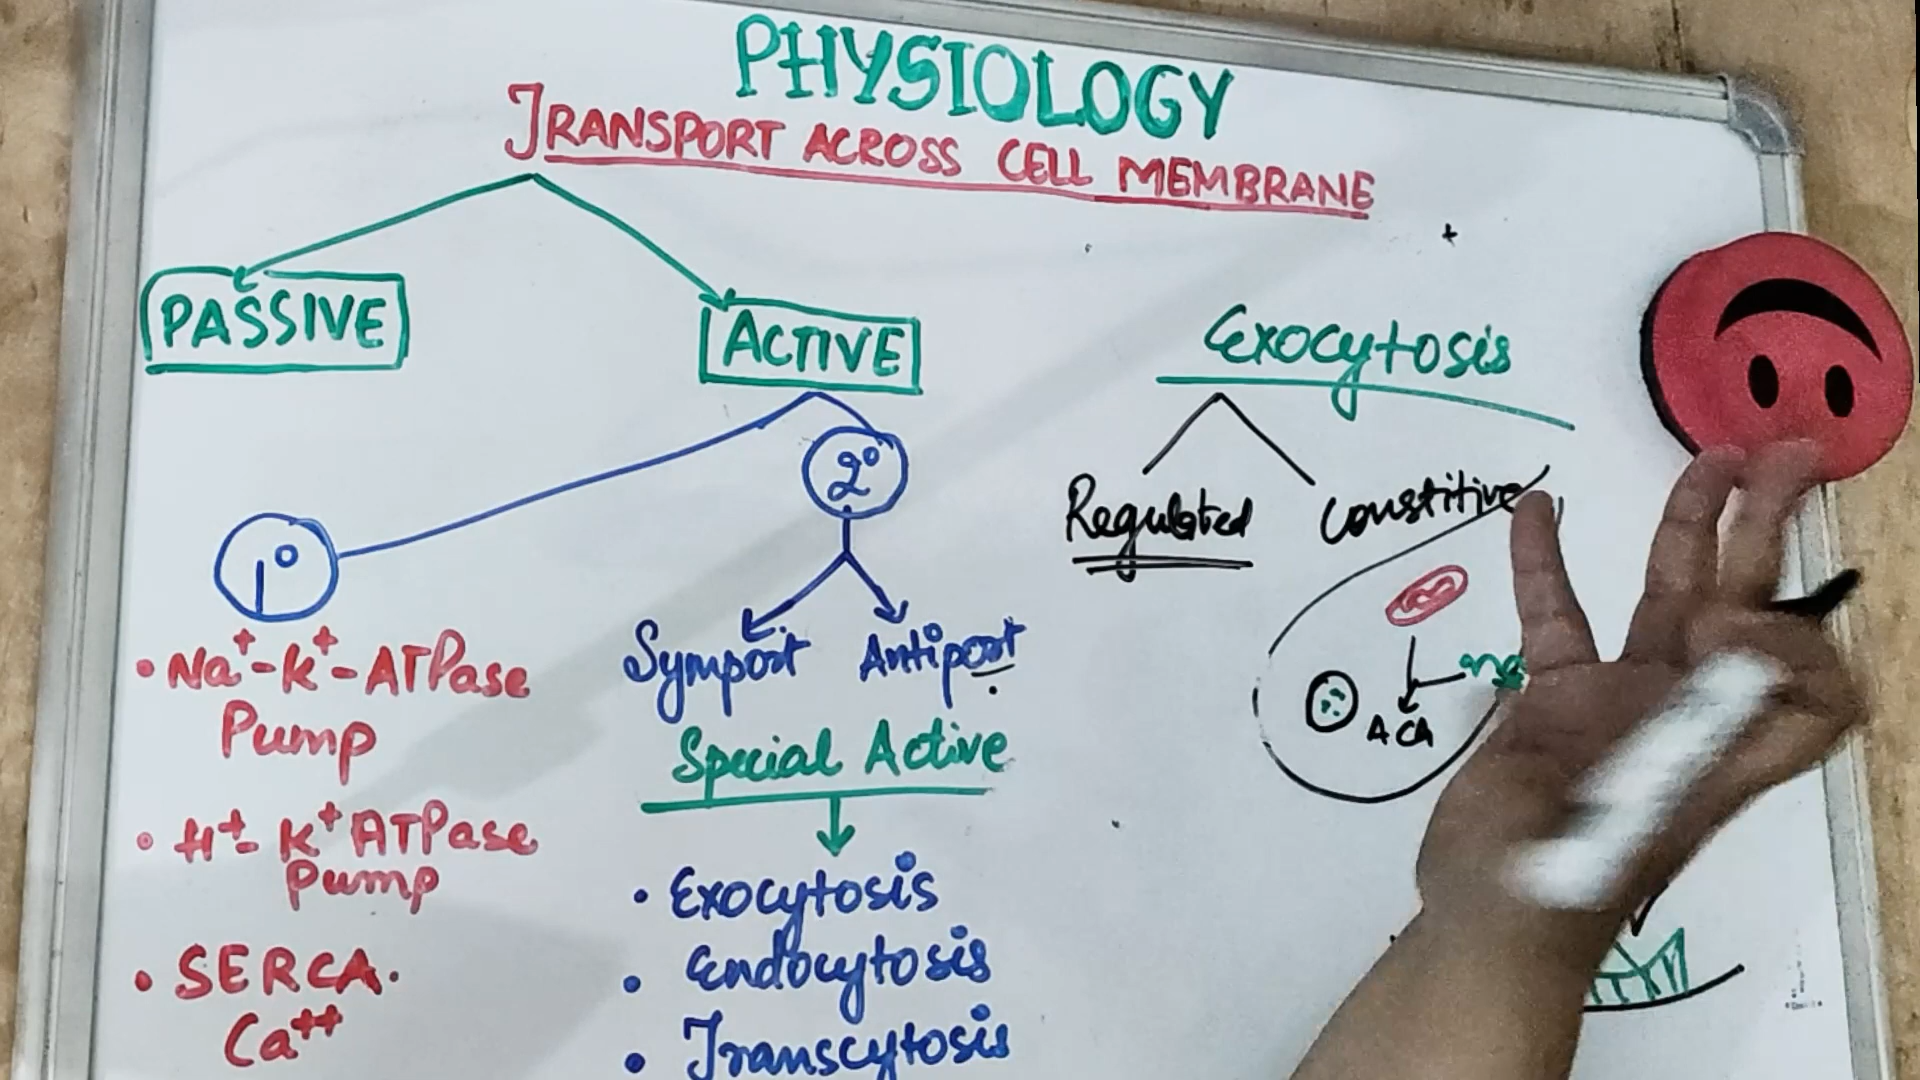 PHYSIOLOGY
TRANSPORT ACROSS CELL MEMBRANE
PASSIVE
ACTIVE
1°
• Na⁺-K⁺-ATPase
Pump
• H⁺- K⁺ ATPase
Pump
• SERCA.
Ca⁺⁺
2°
Symport Antiport
Special Active
• Exocytosis
• Endocytosis
• Transcytosis
Exocytosis
Regulated Constitive
ACA